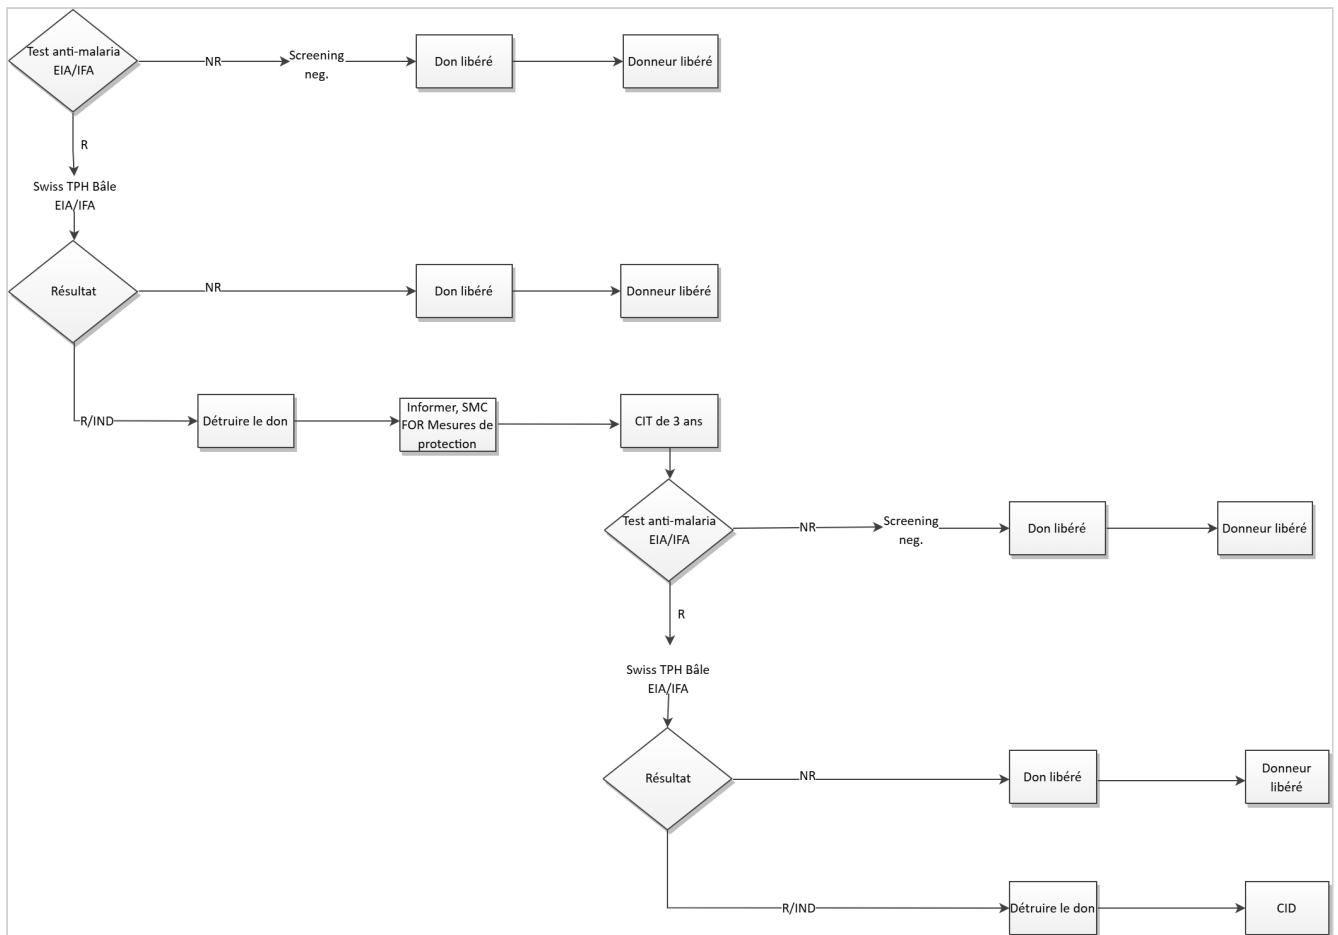 Test anti-malaria
EIA/IFA
NR
Screening
neg.
Don libéré
Donneur libéré
R
Swiss TPH Bâle
EIA/IFA
Résultat
NR
Don libéré
Donneur libéré
R/IND
Détruire le don
Informer, SMC
FOR Mesures de
protection
CIT de 3 ans
Test anti-malaria
EIA/IFA
NR
Screening
neg.
Don libéré
Donneur libéré
R
Swiss TPH Bâle
EIA/IFA
Résultat
NR
Don libéré
Donneur
libéré
R/IND
Détruire le don
CID